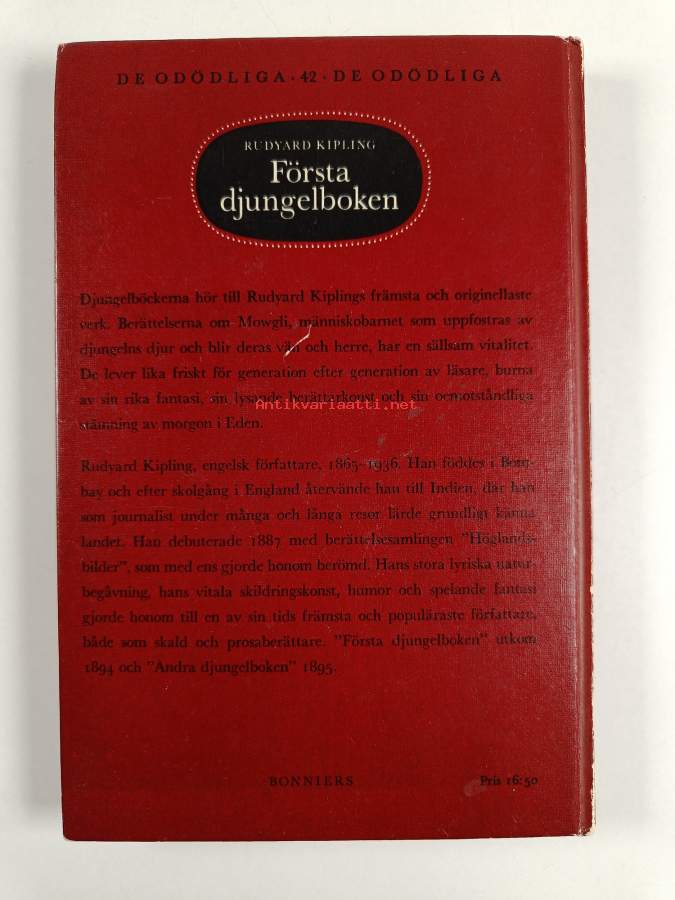 DE ODÖDLIGA · 42 · DE ODÖDLIGA
RUDYARD KIPLING
Första
djungelboken
Djungelböckerna hör till Rudyard Kiplings främsta och originellaste
verk. Berättelserna om Mowgli, människobarnet som uppfostras av
djungelns djur och blir deras vän och herre, har en sällsam vitalitet.
De lever lika friskt för generation efter generation av läsare, burna
av sin rika fantasi, sin lysande berättarkonst och sin oemotståndliga
Antikvariaatti.net
stämning av morgon i Eden.
Rudyard Kipling, engelsk författare, 1865–1936. Han föddes i Bom-
bay och efter skolgång i England återvände han till Indien, där han
som journalist under många och långa resor lärde grundligt känna
landet. Han debuterade 1887 med berättelsesamlingen "Höglands-
bilder", som med ens gjorde honom berömd. Hans stora lyriska natur-
begåvning, hans vitala skildringskonst, humor och spelande fantasi
gjorde honom till en av sin tids främsta och populäraste författare,
både som skald och prosaberättare. "Första djungelboken" utkom
1894 och "Andra djungelboken" 1895.
BONNIERS
Pris 16:50